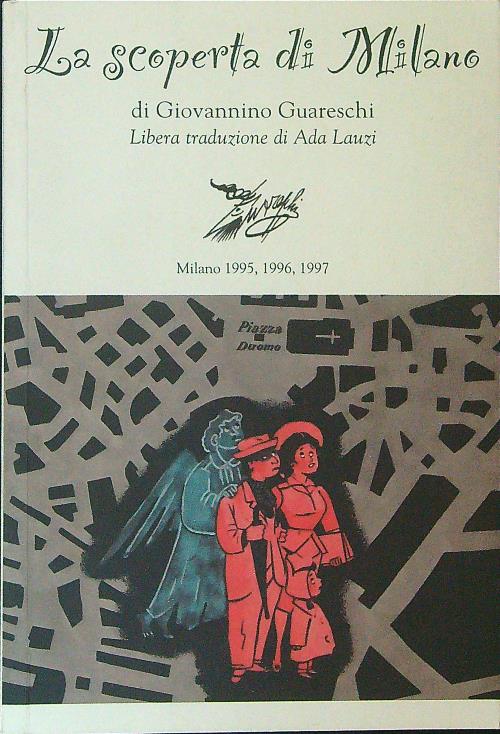 La scoperta di Milano
di Giovannino Guareschi
Libera traduzione di Ada Lauzi
Milano 1995, 1996, 1997
Piazza
Duomo